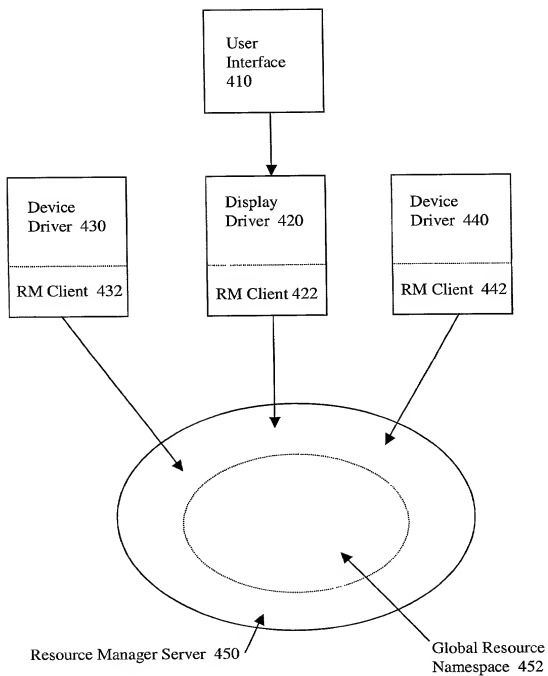 User
Interface
410
Device
Driver 430
RM Client 432
Display
Driver 420
RM Client 422
Device
Driver 440
RM Client 442
Resource Manager Server 450
Global Resource
Namespace 452